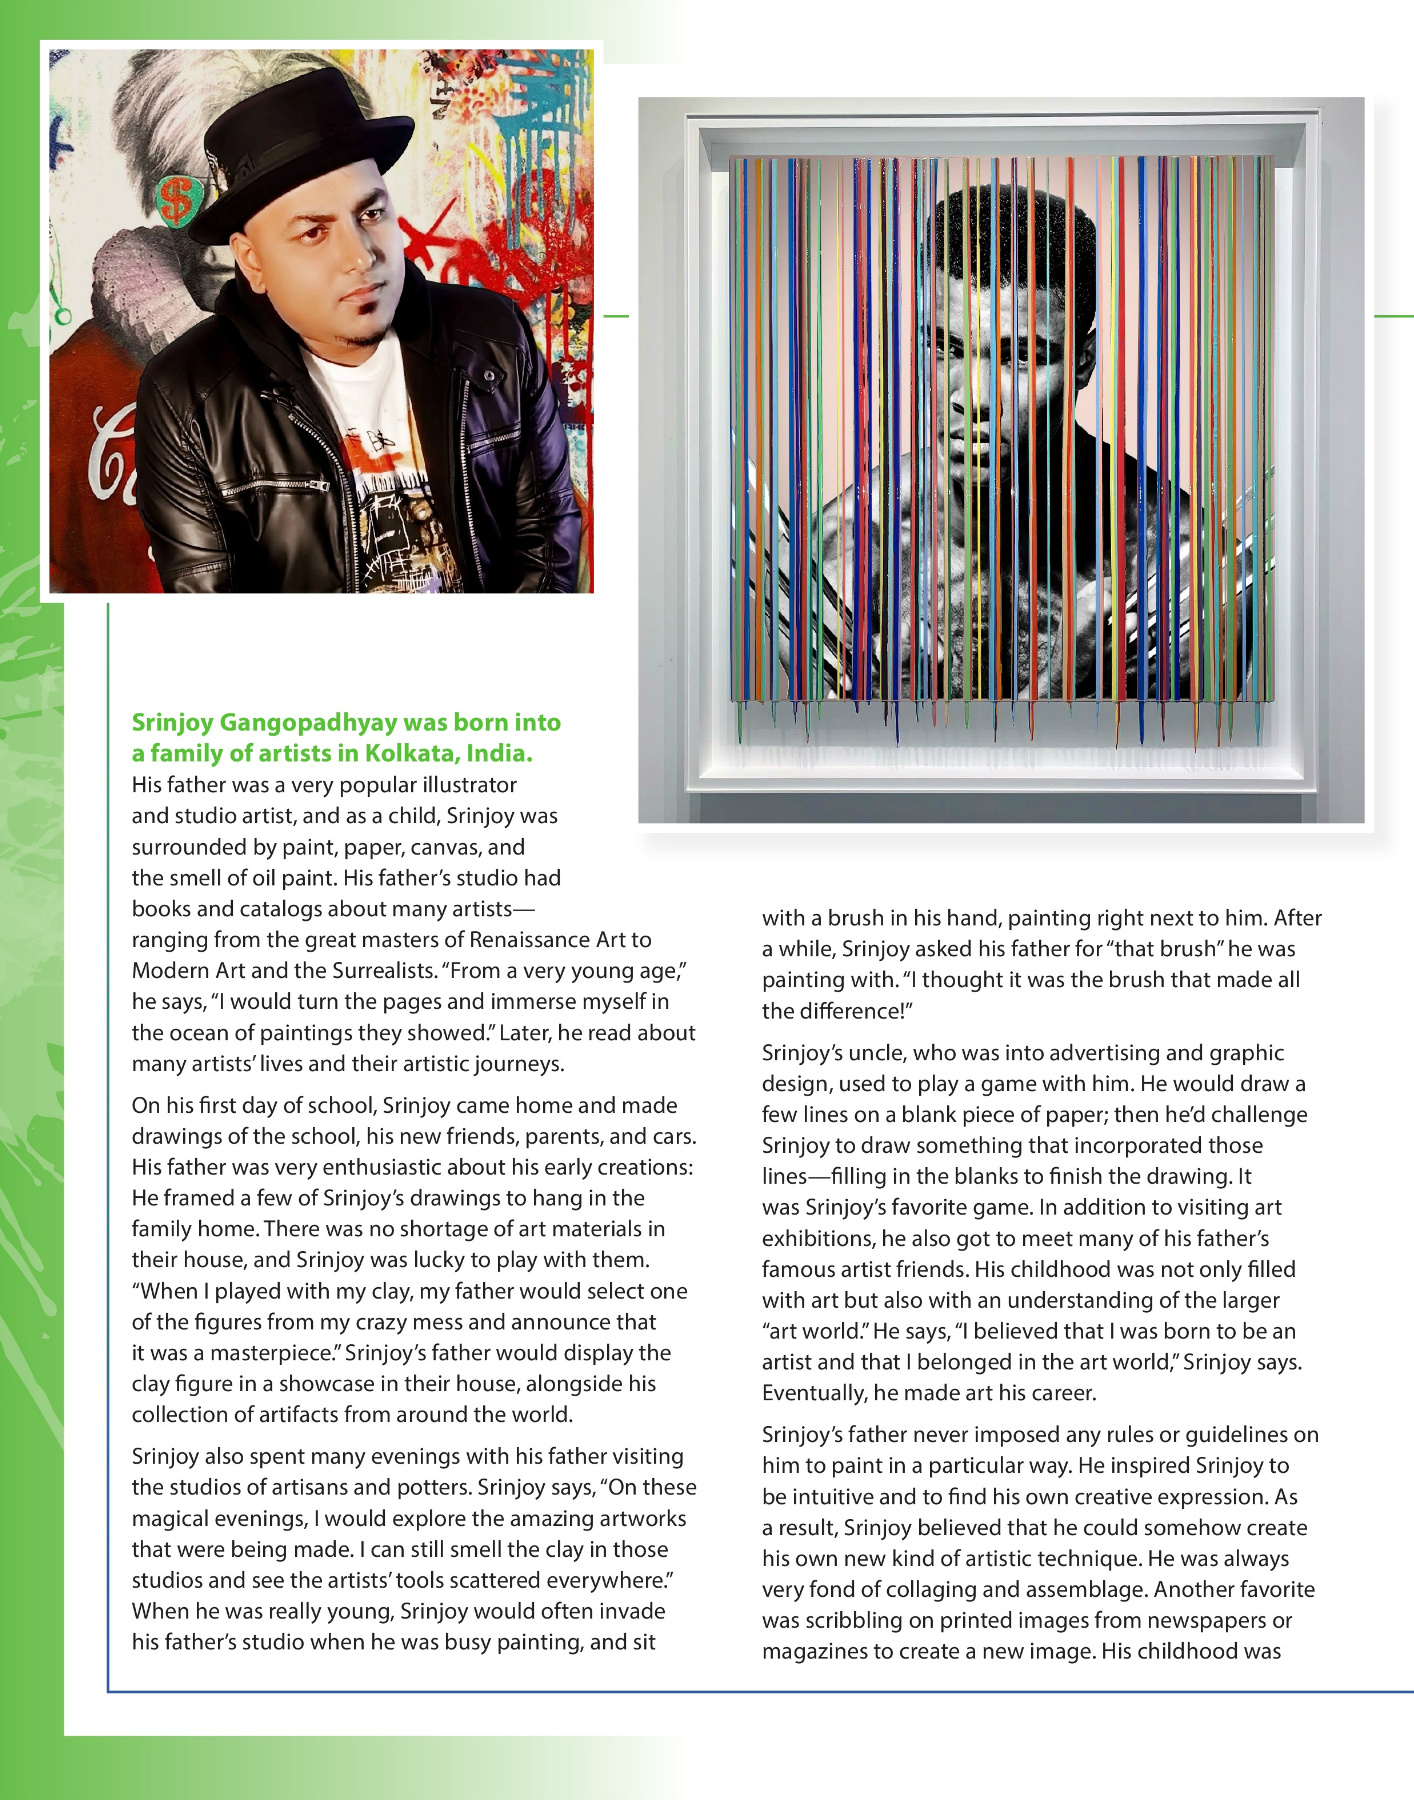 Srinjoy Gangopadhyay was born into
a family of artists in Kolkata, India.
His father was a very popular illustrator
and studio artist, and as a child, Srinjoy was
surrounded by paint, paper, canvas, and
the smell of oil paint. His father’s studio had
books and catalogs about many artists—
ranging from the great masters of Renaissance Art to
Modern Art and the Surrealists. “From a very young age,”
he says, “I would turn the pages and immerse myself in
the ocean of paintings they showed.” Later, he read about
many artists’ lives and their artistic journeys.
On his first day of school, Srinjoy came home and made
drawings of the school, his new friends, parents, and cars.
His father was very enthusiastic about his early creations:
He framed a few of Srinjoy’s drawings to hang in the
family home. There was no shortage of art materials in
their house, and Srinjoy was lucky to play with them.
“When I played with my clay, my father would select one
of the figures from my crazy mess and announce that
it was a masterpiece.” Srinjoy’s father would display the
clay figure in a showcase in their house, alongside his
collection of artifacts from around the world.
Srinjoy also spent many evenings with his father visiting
the studios of artisans and potters. Srinjoy says, “On these
magical evenings, I would explore the amazing artworks
that were being made. I can still smell the clay in those
studios and see the artists’ tools scattered everywhere.”
When he was really young, Srinjoy would often invade
his father’s studio when he was busy painting, and sit
with a brush in his hand, painting right next to him. After
a while, Srinjoy asked his father for “that brush” he was
painting with. “I thought it was the brush that made all
the difference!”
Srinjoy’s uncle, who was into advertising and graphic
design, used to play a game with him. He would draw a
few lines on a blank piece of paper; then he’d challenge
Srinjoy to draw something that incorporated those
lines—filling in the blanks to finish the drawing. It
was Srinjoy’s favorite game. In addition to visiting art
exhibitions, he also got to meet many of his father’s
famous artist friends. His childhood was not only filled
with art but also with an understanding of the larger
“art world.” He says, “I believed that I was born to be an
artist and that I belonged in the art world,” Srinjoy says.
Eventually, he made art his career.
Srinjoy’s father never imposed any rules or guidelines on
him to paint in a particular way. He inspired Srinjoy to
be intuitive and to find his own creative expression. As
a result, Srinjoy believed that he could somehow create
his own new kind of artistic technique. He was always
very fond of collaging and assemblage. Another favorite
was scribbling on printed images from newspapers or
magazines to create a new image. His childhood was